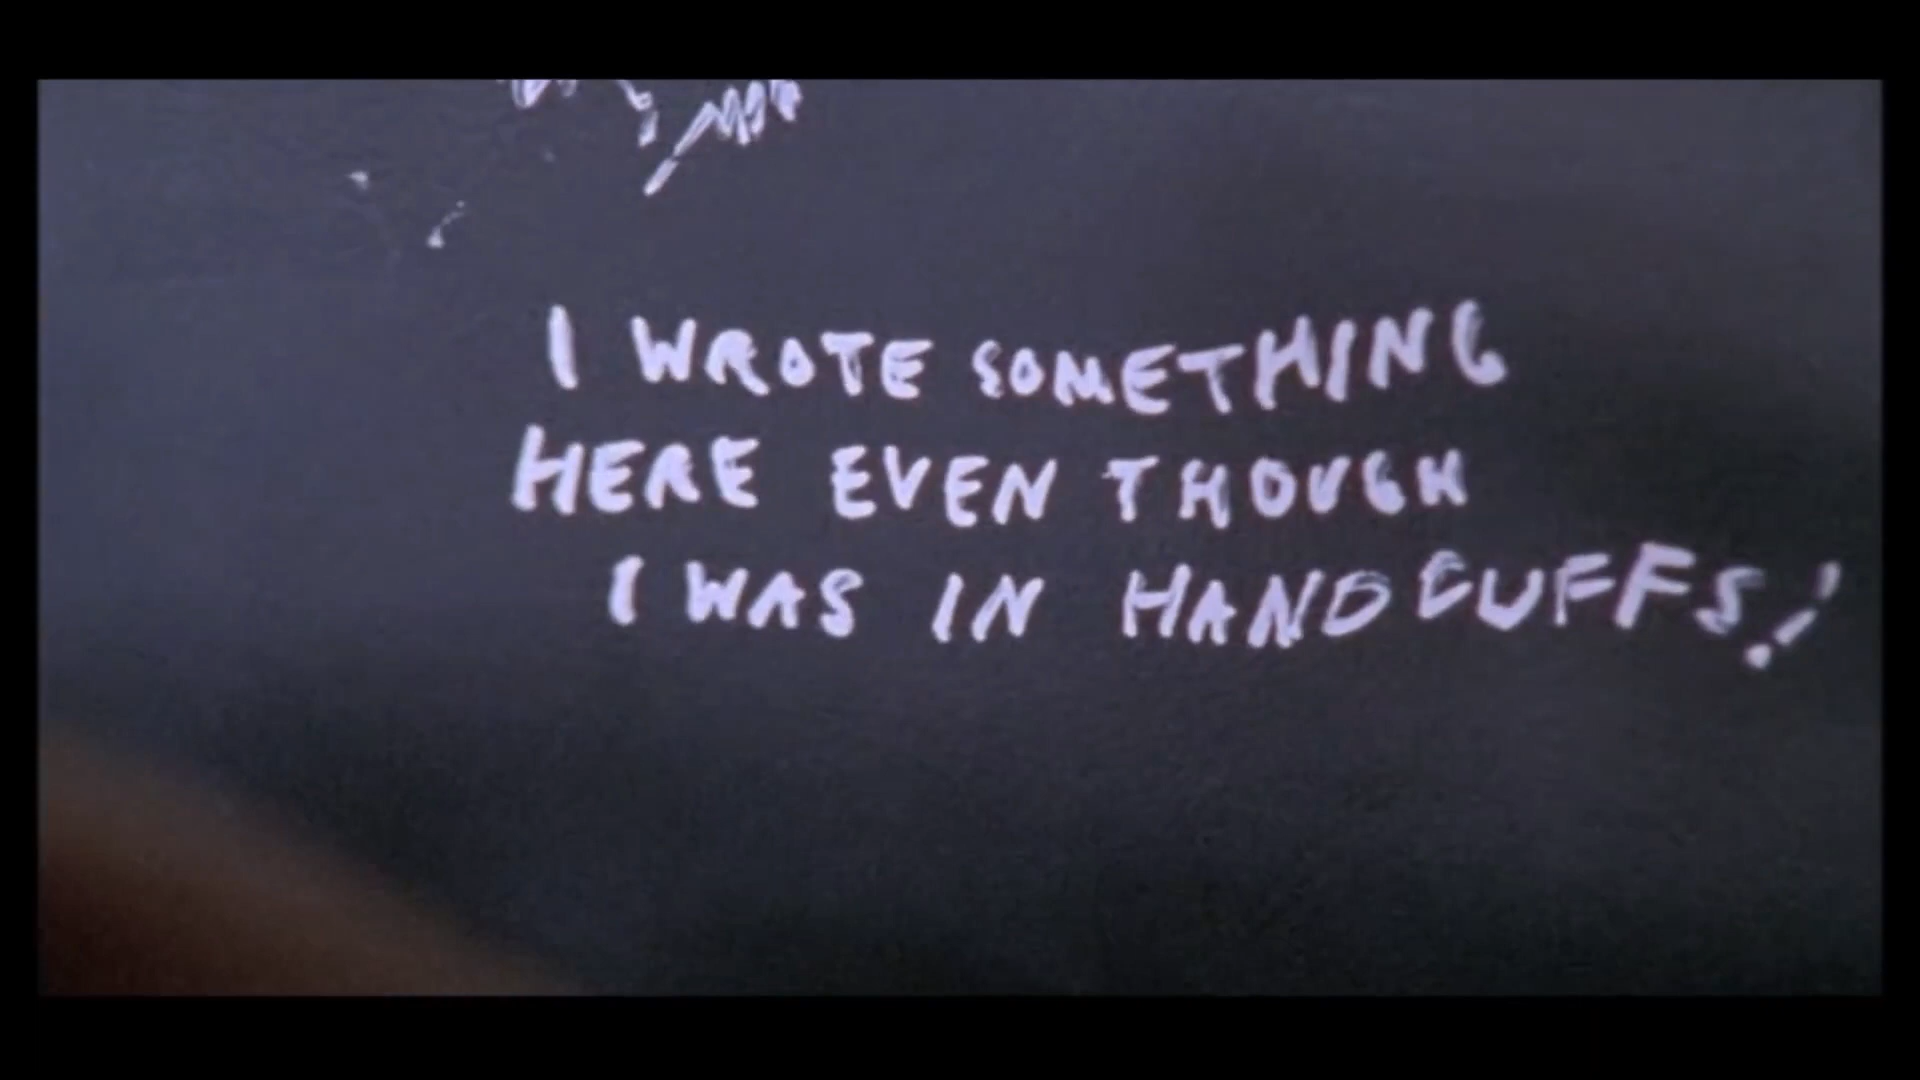 I WROTE SOMETHING
HERE EVEN THOUGH
I WAS IN HANDCUFFS!